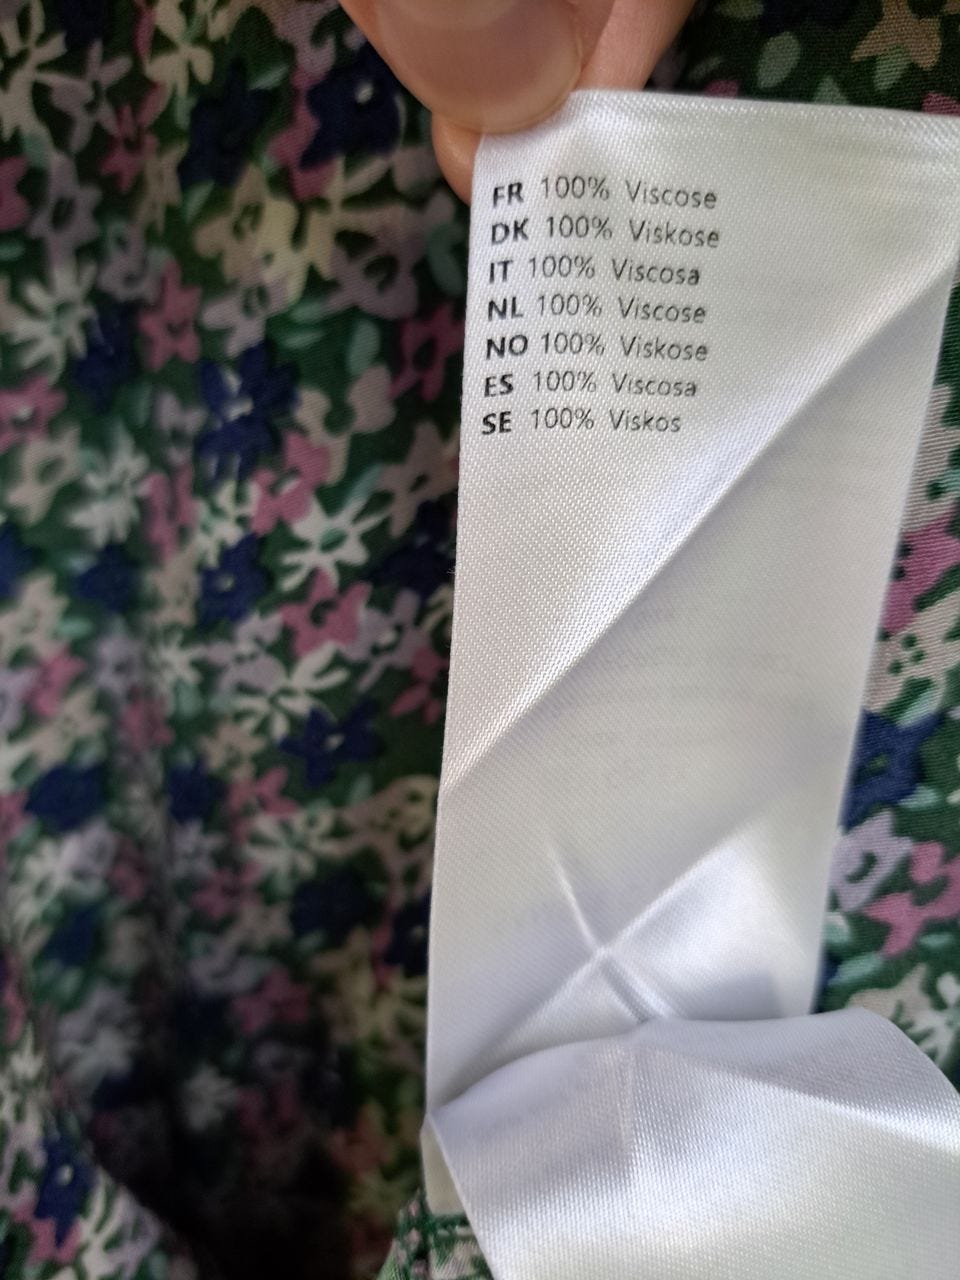 FR 100% Viscose
DK 100% Viskose
IT 100% Viscosa
NL 100% Viscose
NO 100% Viskose
ES 100% Viscosa
SE 100% Viskos